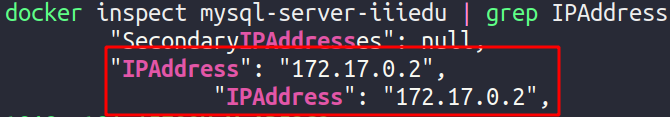 docker inspect mysql-server-iiiedu | grep IPAddress
"SecondaryIPAddresses": null,
"IPAddress": "172.17.0.2",
"IPAddress": "172.17.0.2",